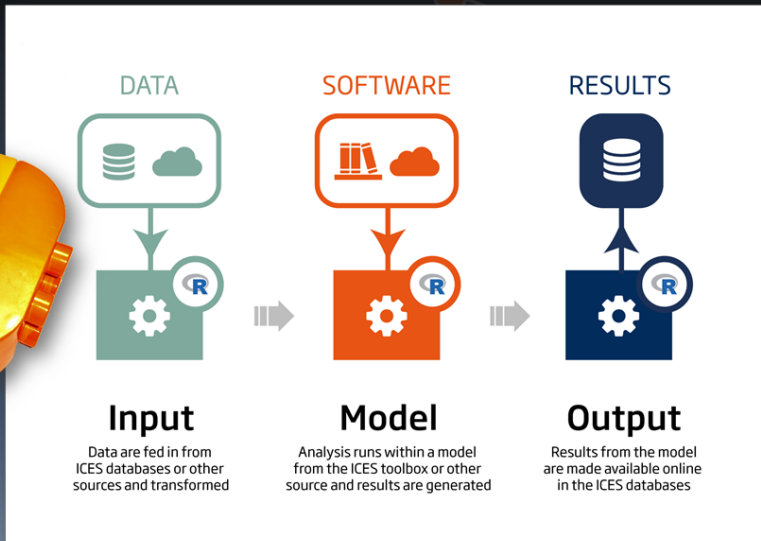 DATA
SOFTWARE
RESULTS
R
R
R
Input
Model
Output
Data are fed in from
ICES databases or other
sources and transformed
Analysis runs within a model
from the ICES toolbox or other
source and results are generated
Results from the model
are made available online
in the ICES databases